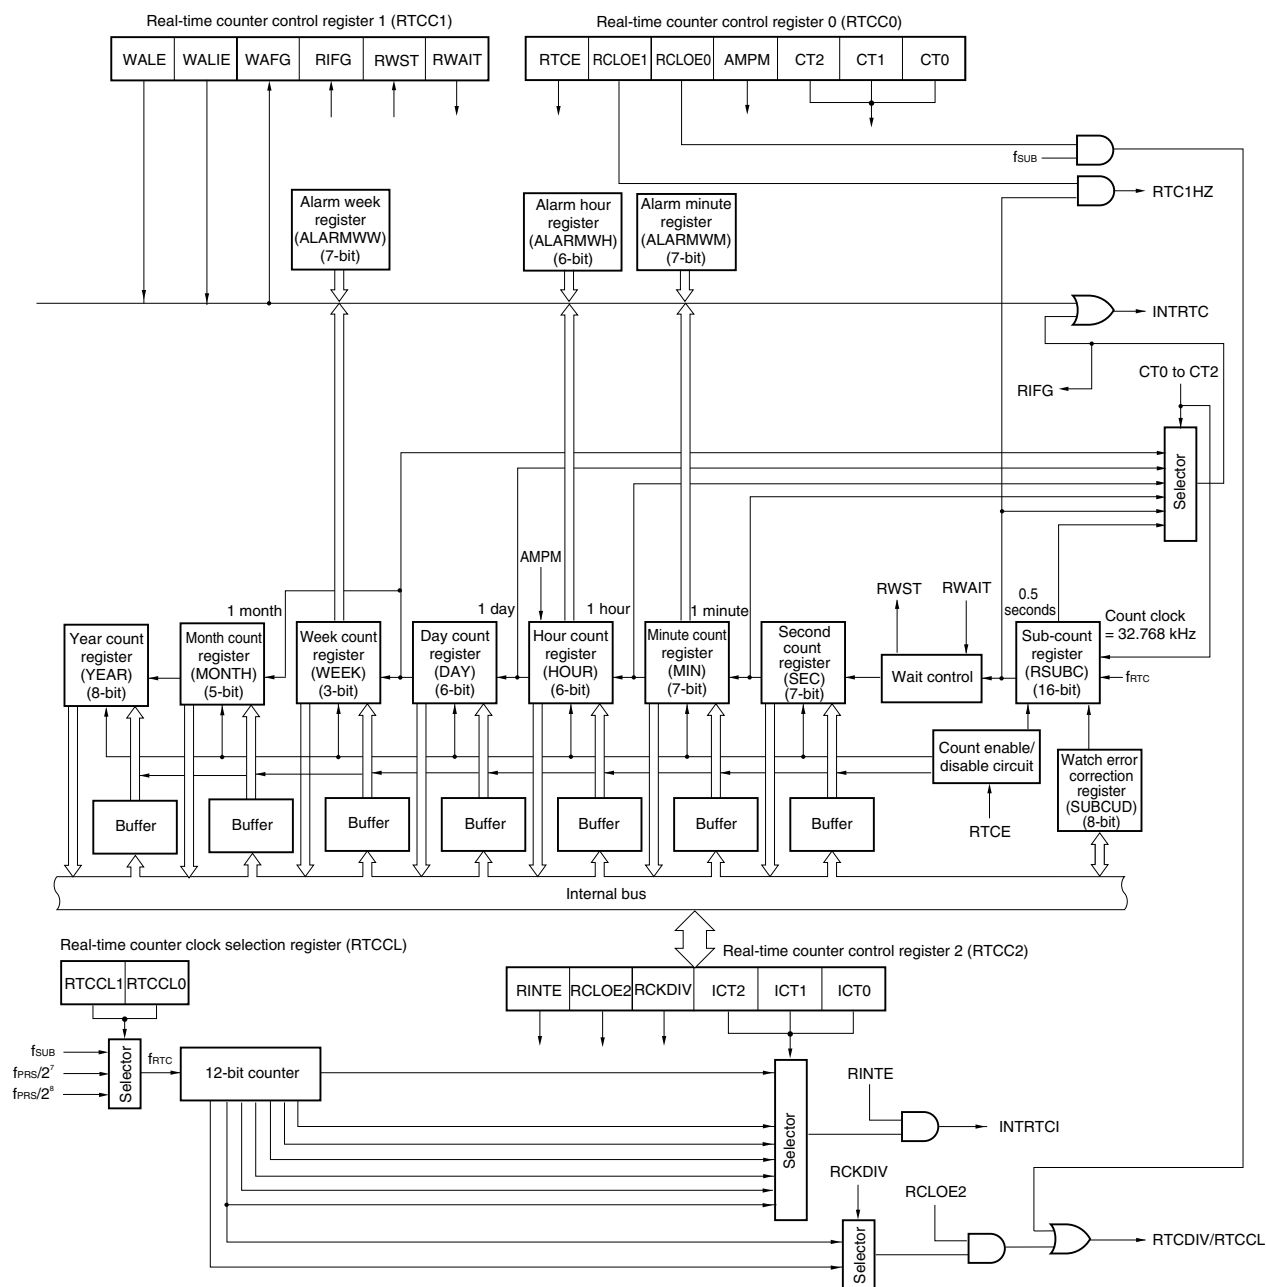 Real-time counter control register 1 (RTCC1)
Real-time counter control register 0 (RTCC0)
WALE WALIE WAFG RIFG RWST RWAIT
RTCE RCLOE1 RCLOE0 AMPM CT2 CT1 CT0
fSUB
RTC1HZ
Alarm week
register
(ALARMWW)
(7-bit)
Alarm hour
register
(ALARMWH)
(6-bit)
Alarm minute
register
(ALARMWM)
(7-bit)
INTRTC
CT0 to CT2
RIFG
Selector
AMPM
RWST
RWAIT
0.5
seconds
Count clock
= 32.768 kHz
1 month
1 day
1 hour
1 minute
Year count
register
(YEAR)
(8-bit)
Month count
register
(MONTH)
(5-bit)
Week count
register
(WEEK)
(3-bit)
Day count
register
(DAY)
(6-bit)
Hour count
register
(HOUR)
(6-bit)
Minute count
register
(MIN)
(7-bit)
Second
count
register
(SEC)
(7-bit)
Wait control
Sub-count
register
(RSUBC)
(16-bit)
fRTC
Count enable/
disable circuit
Watch error
correction
register
(SUBCUD)
(8-bit)
RTCE
Buffer
Buffer
Buffer
Buffer
Buffer
Buffer
Buffer
Internal bus
Real-time counter clock selection register (RTCCL)
Real-time counter control register 2 (RTCC2)
RTCCL1 RTCCL0
RINTE RCLOE2 RCKDIV ICT2 ICT1 ICT0
fSUB
fPRS/2⁷
fPRS/2⁸
Selector
fRTC
12-bit counter
Selector
RINTE
INTRTCI
RCKDIV
RCLOE2
Selector
RTCDIV/RTCCL